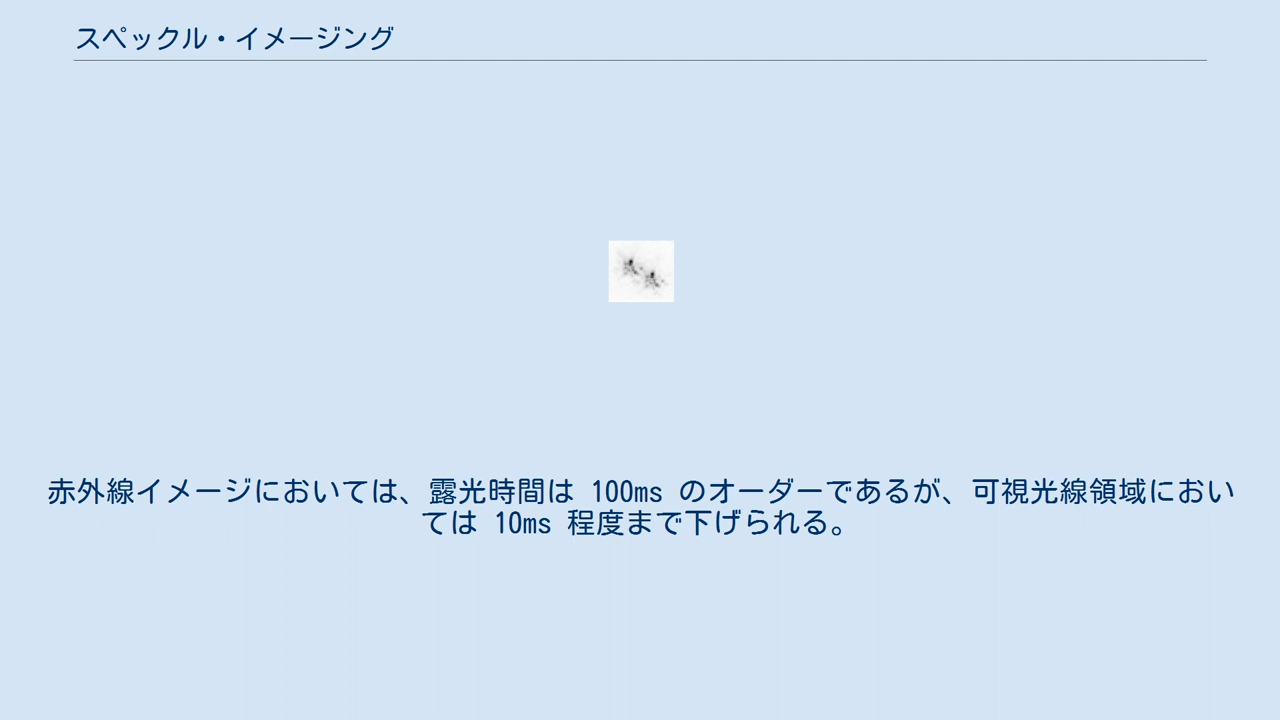 スペックル・イメージング
赤外線イメージにおいては、露光時間は 100ms のオーダーであるが、可視光線領域におい
ては 10ms 程度まで下げられる。